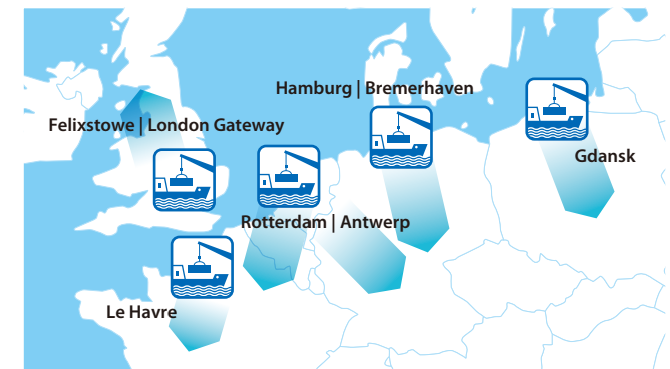 Hamburg | Bremerhaven
Felixstowe | London Gateway
Gdansk
Rotterdam | Antwerp
Le Havre